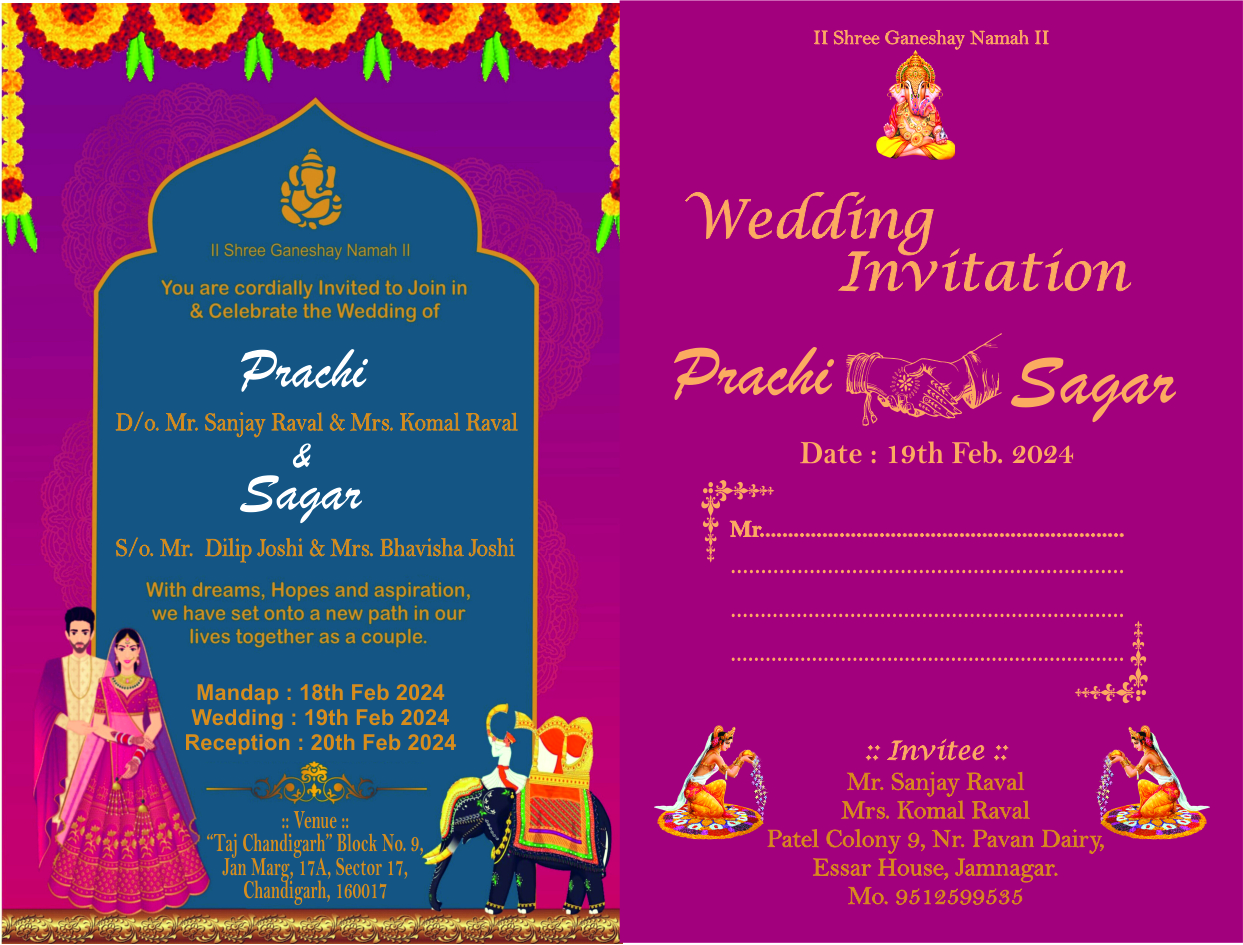 II Shree Ganeshay Namah II
You are cordially Invited to Join in
& Celebrate the Wedding of
Prachi
D/o. Mr. Sanjay Raval & Mrs. Komal Raval
&
Sagar
S/o. Mr. Dilip Joshi & Mrs. Bhavisha Joshi
With dreams, Hopes and aspiration,
we have set onto a new path in our
lives together as a couple.
Mandap : 18th Feb 2024
Wedding : 19th Feb 2024
Reception : 20th Feb 2024
:: Venue ::
“Taj Chandigarh” Block No. 9,
Jan Marg, 17A, Sector 17,
Chandigarh, 160017
II Shree Ganeshay Namah II
Wedding
Invitation
Prachi Sagar
Date : 19th Feb. 2024
Mr..............................................................
..................................................................
..................................................................
..................................................................
:: Invitee ::
Mr. Sanjay Raval
Mrs. Komal Raval
Patel Colony 9, Nr. Pavan Dairy,
Essar House, Jamnagar.
Mo. 9512599535